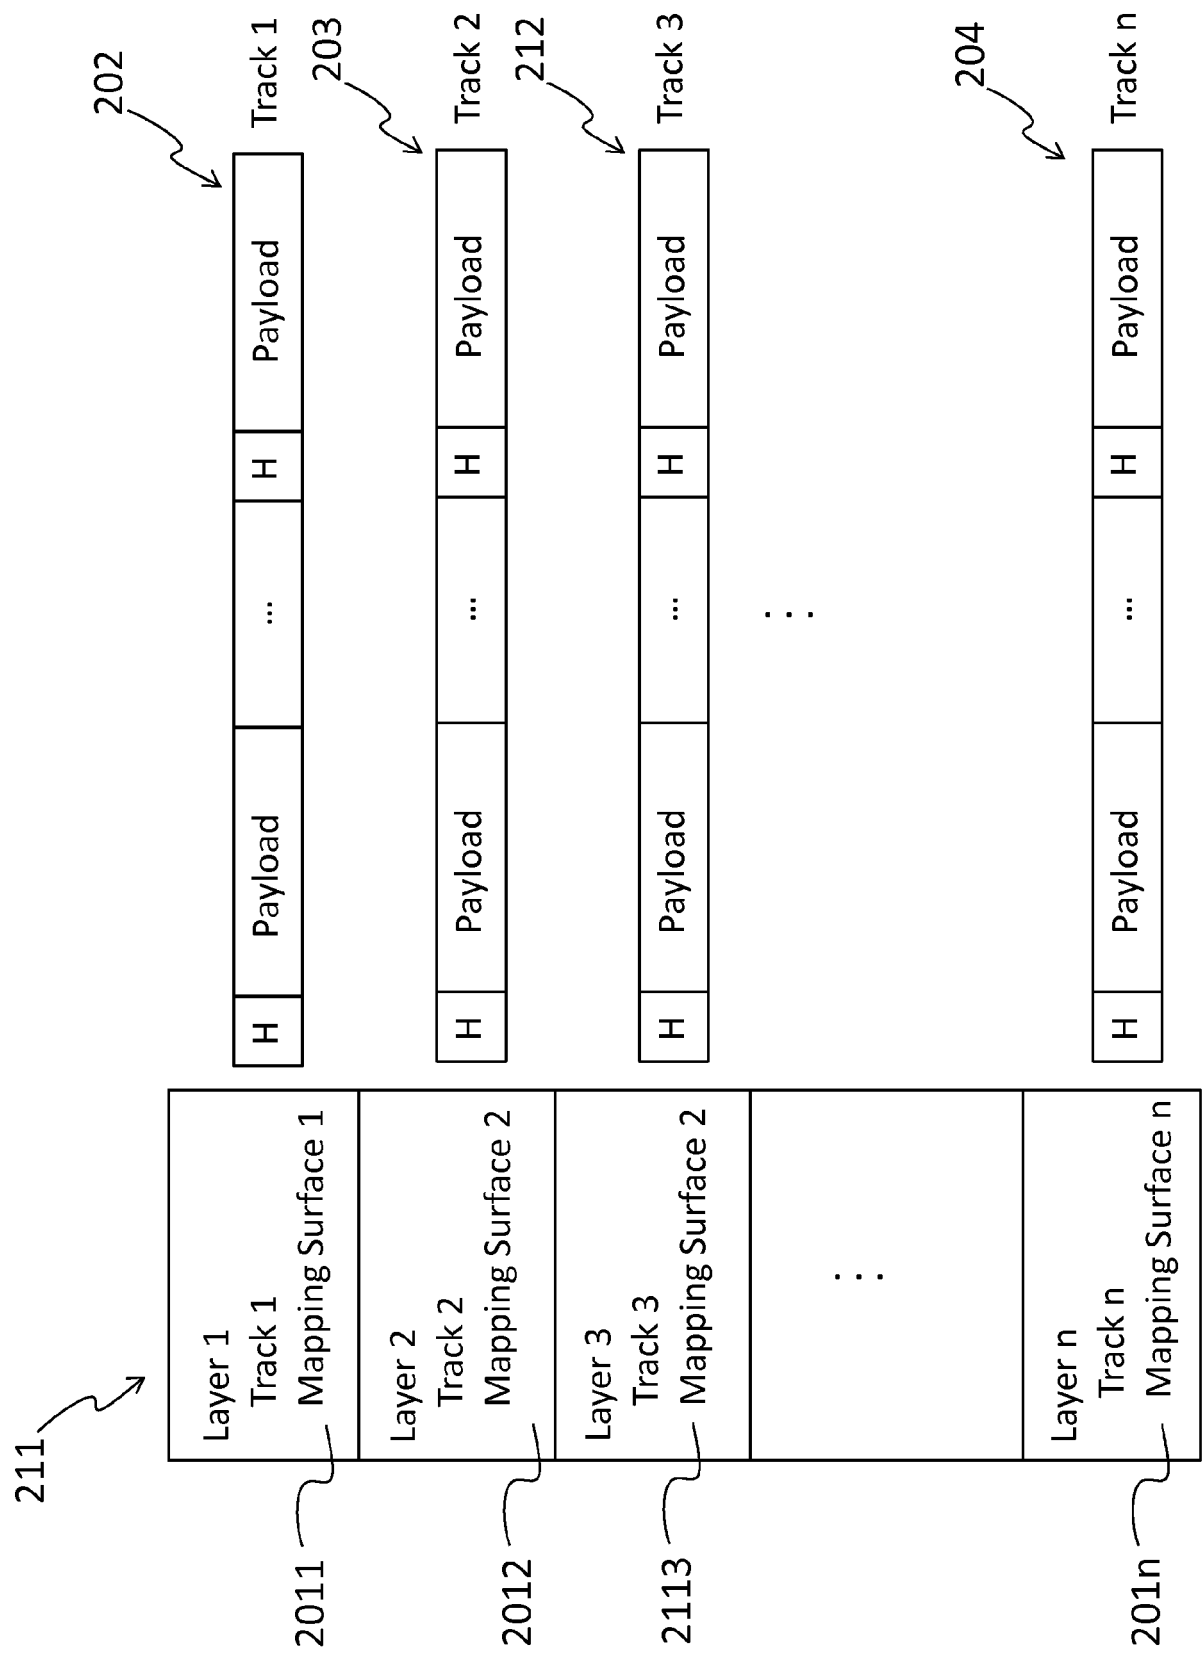 211
Layer 1
Track 1
Mapping Surface 1
2011
H
Payload
...
H
Payload
Track 1
202
Layer 2
Track 2
Mapping Surface 2
2012
H
Payload
...
H
Payload
Track 2
203
Layer 3
Track 3
Mapping Surface 2
2113
H
Payload
...
H
Payload
Track 3
212
. . .
. . .
Layer n
Track n
Mapping Surface n
201n
H
Payload
...
H
Payload
Track n
204